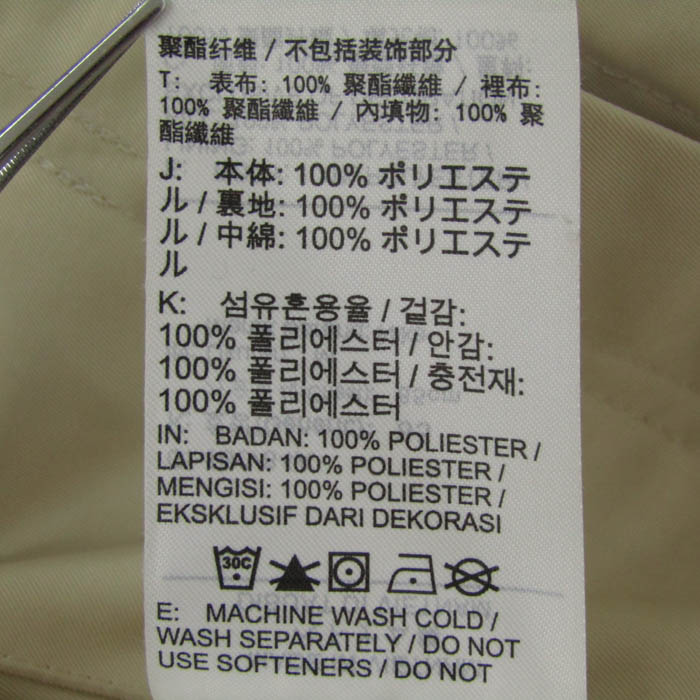 聚酯纤维 / 不包括装饰部分
T: 表布: 100% 聚酯纖維 / 裡布:
100% 聚酯纖維 / 內填物: 100% 聚
酯纖維
J: 本体: 100% ポリエステ
ル / 裏地: 100% ポリエステ
ル / 中綿: 100% ポリエステ
ル
K: 섬유혼용율 / 겉감:
100% 폴리에스터 / 안감:
100% 폴리에스터 / 충전재:
100% 폴리에스터
IN: BADAN: 100% POLIESTER /
LAPISAN: 100% POLIESTER /
MENGISI: 100% POLIESTER /
EKSKLUSIF DARI DEKORASI
30C
E: MACHINE WASH COLD /
WASH SEPARATELY / DO NOT
USE SOFTENERS / DO NOT